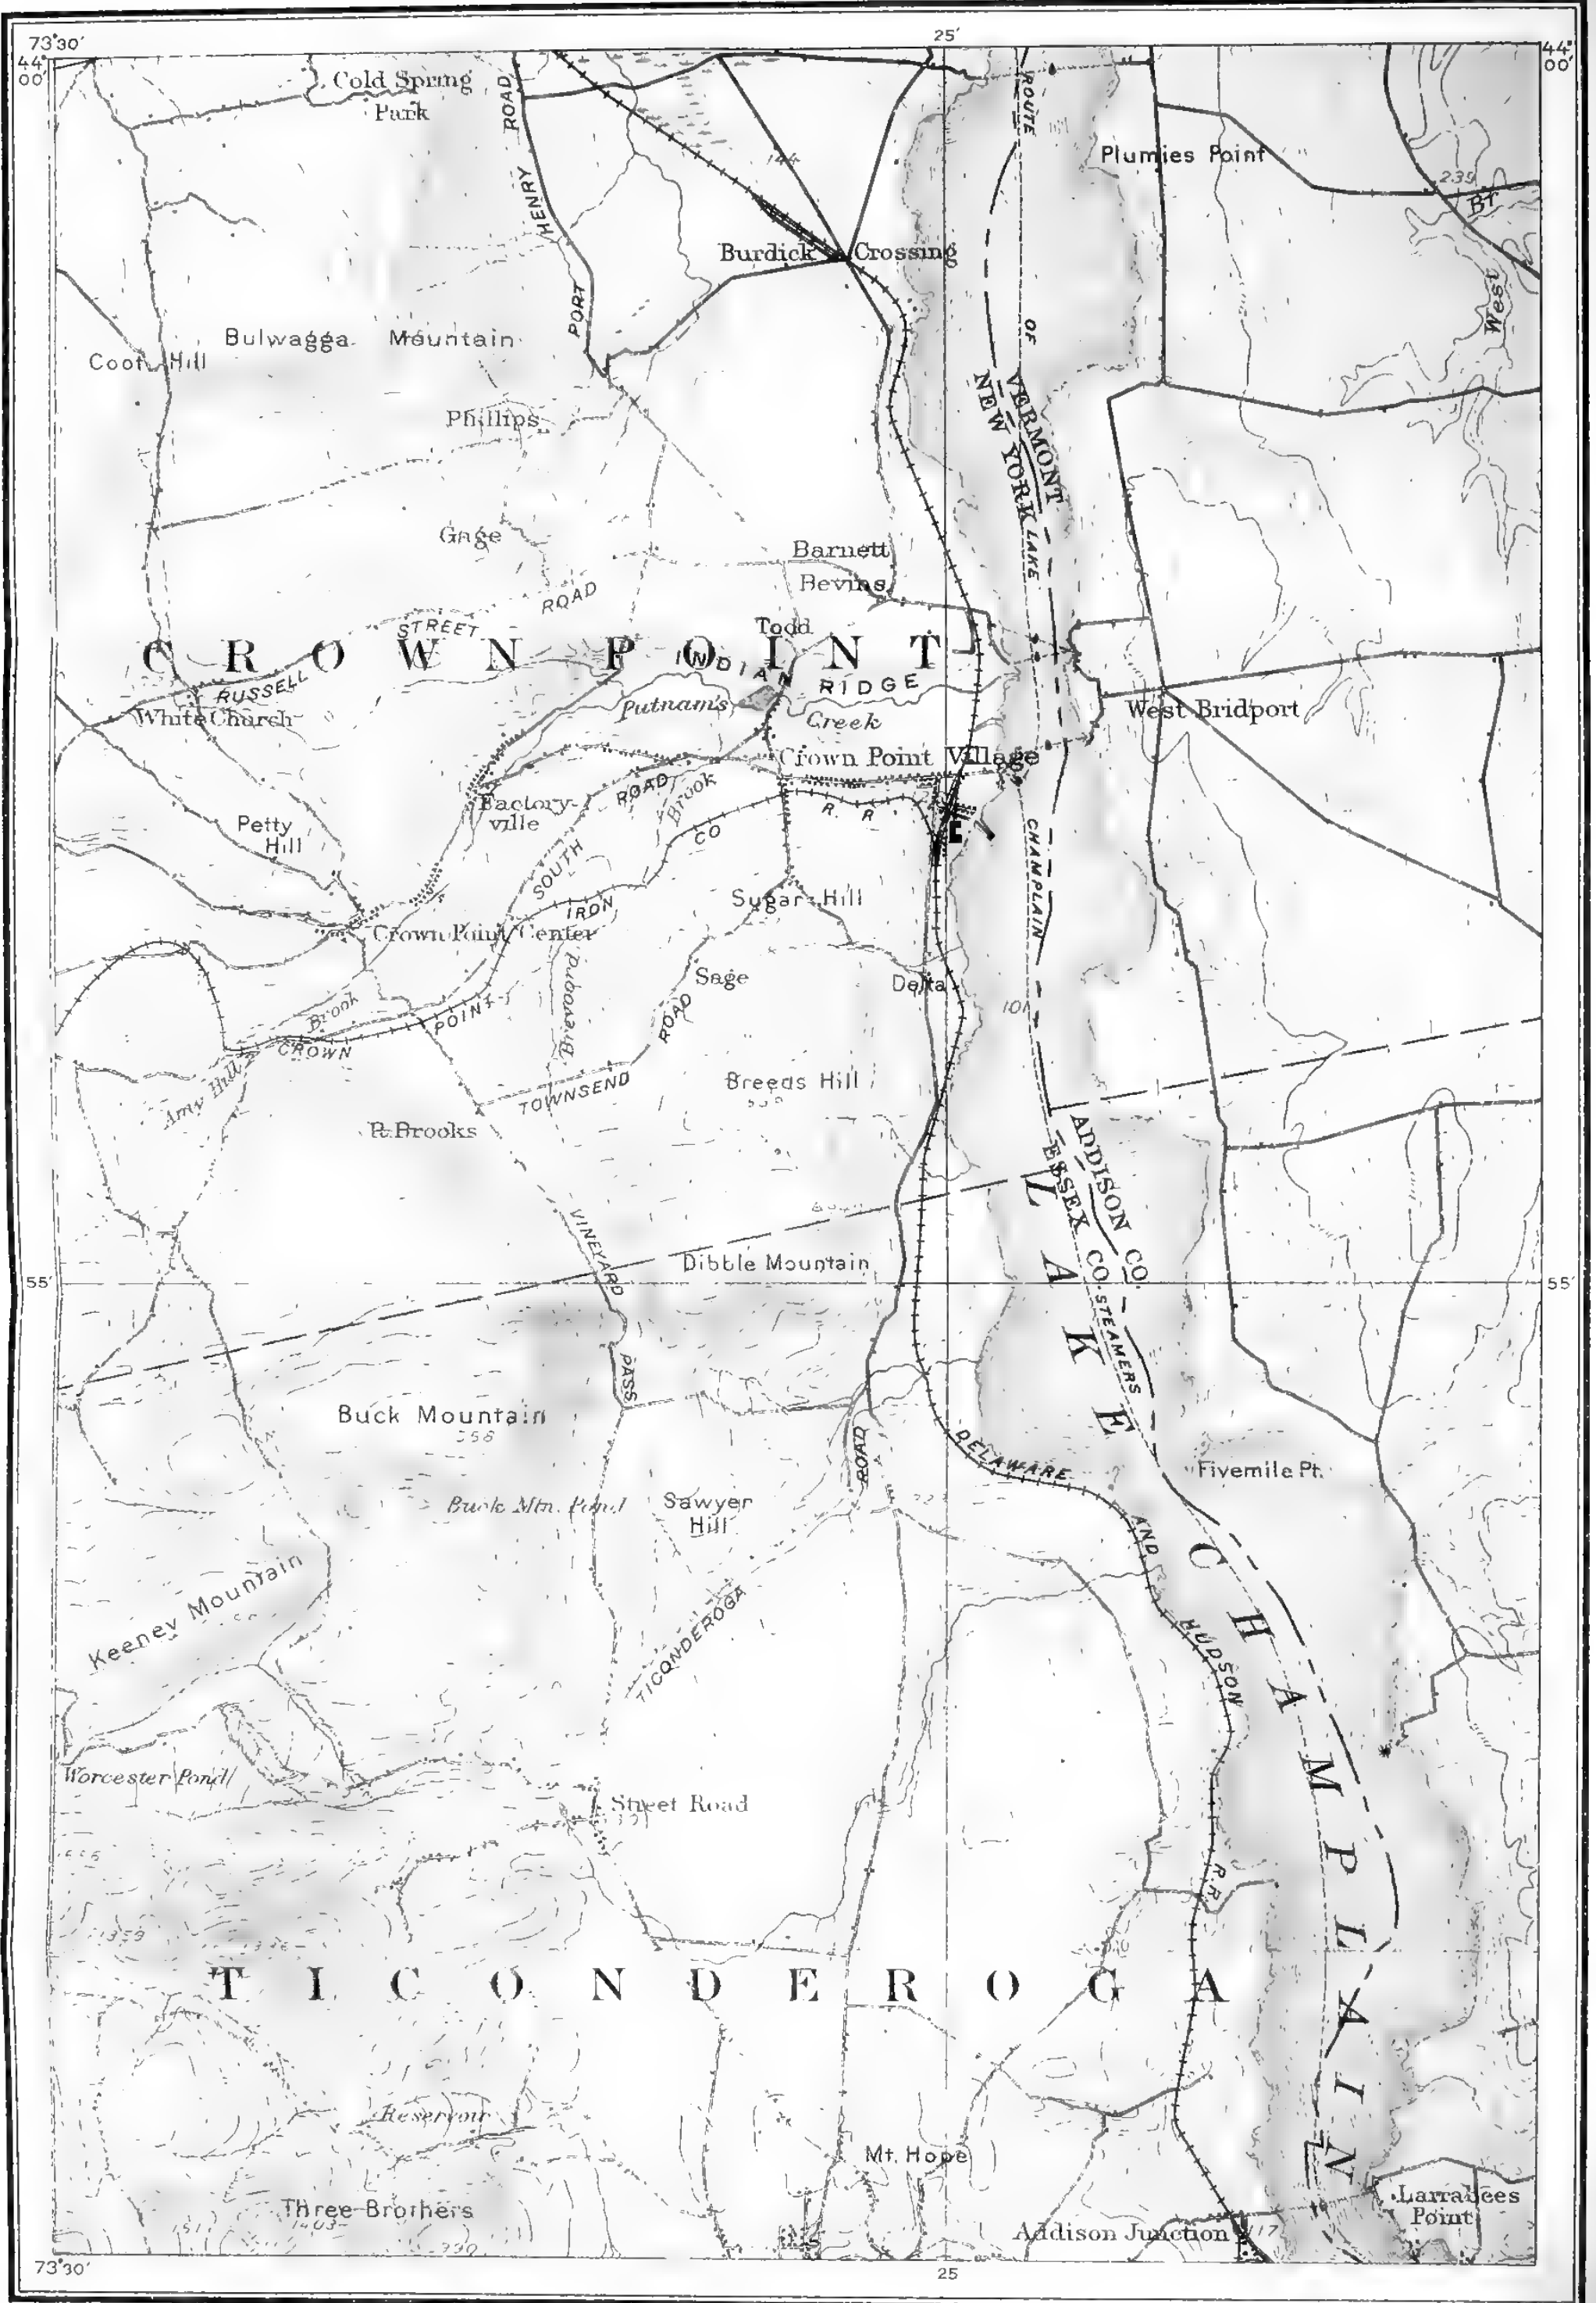 73°30′
25′
44°
00′
44°
00′
Cold Spring
Park
PORT HENRY ROAD
ROUTE
144
Plumies Point
239
West Br
Burdick Crossing
OF
Bulwagga Mountain
Coot Hill
VERMONT
NEW YORK
Phillips
LAKE
Gage
Barnett
Bevins
STREET ROAD
Todd
CROWN POINT
INDIAN RIDGE
RUSSELL
White Church
Putnam's Creek
West Bridport
Crown Point Village
Factory-
ville
SOUTH ROAD
Brook
CO
R. R.
Petty
Hill
CHAMPLAIN
IRON
Sugar Hill
Crown Point Center
Sage
Delta
101
Brook
POINT
CROWN
ROAD
Amy Hill
TOWNSEND
Breeds Hill
P. Brooks
ADDISON CO.
ESSEX CO.
VINEYARD
Dibble Mountain
55′
55′
STEAMERS
PASS
Buck Mountain
ROAD
DELAWARE
Fivemile Pt.
Buck Mtn. Pond
Sawyer
Hill
AND
Keeney Mountain
TICONDEROGA
HUDSON
LAKE CHAMPLAIN
Worcester Pond
Street Road
R.R.
TICONDEROGA
Reservoir
Mt. Hope
Three Brothers
1403
Larrabees
Point
Addison Junction
117
73°30′
25